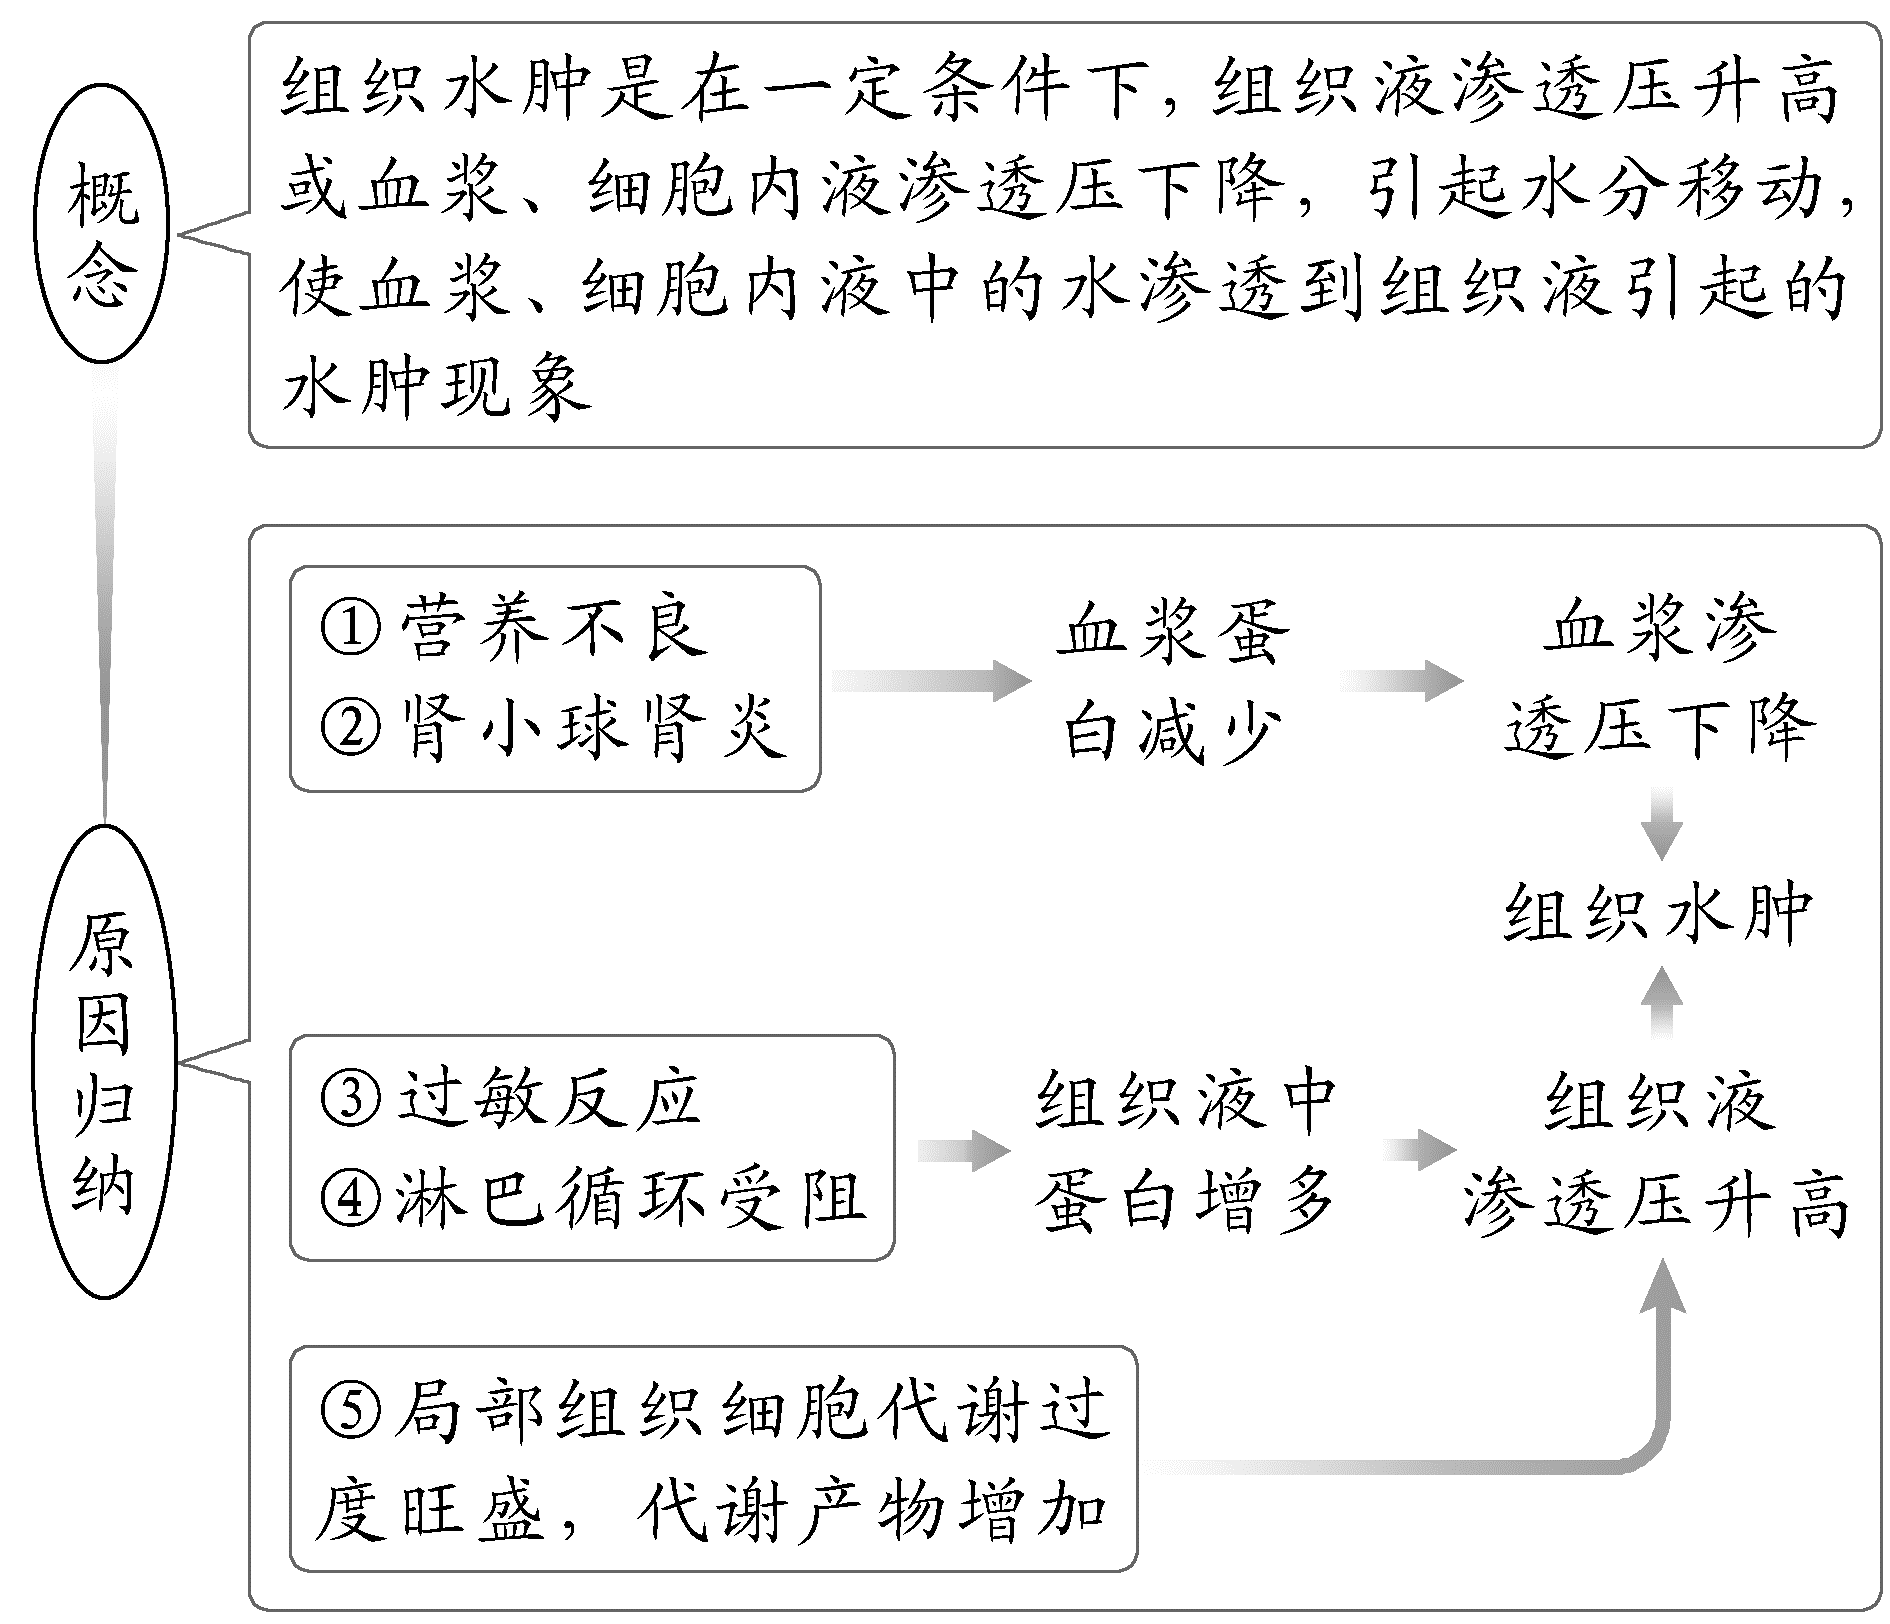 概念
组织水肿是在一定条件下,组织液渗透压升高
或血浆、细胞内液渗透压下降,引起水分移动,
使血浆、细胞内液中的水渗透到组织液引起的
水肿现象
原因归纳
①营养不良
②肾小球肾炎
血浆蛋
白减少
血浆渗
透压下降
组织水肿
③过敏反应
④淋巴循环受阻
组织液中
蛋白增多
组织液
渗透压升高
⑤局部组织细胞代谢过
度旺盛,代谢产物增加